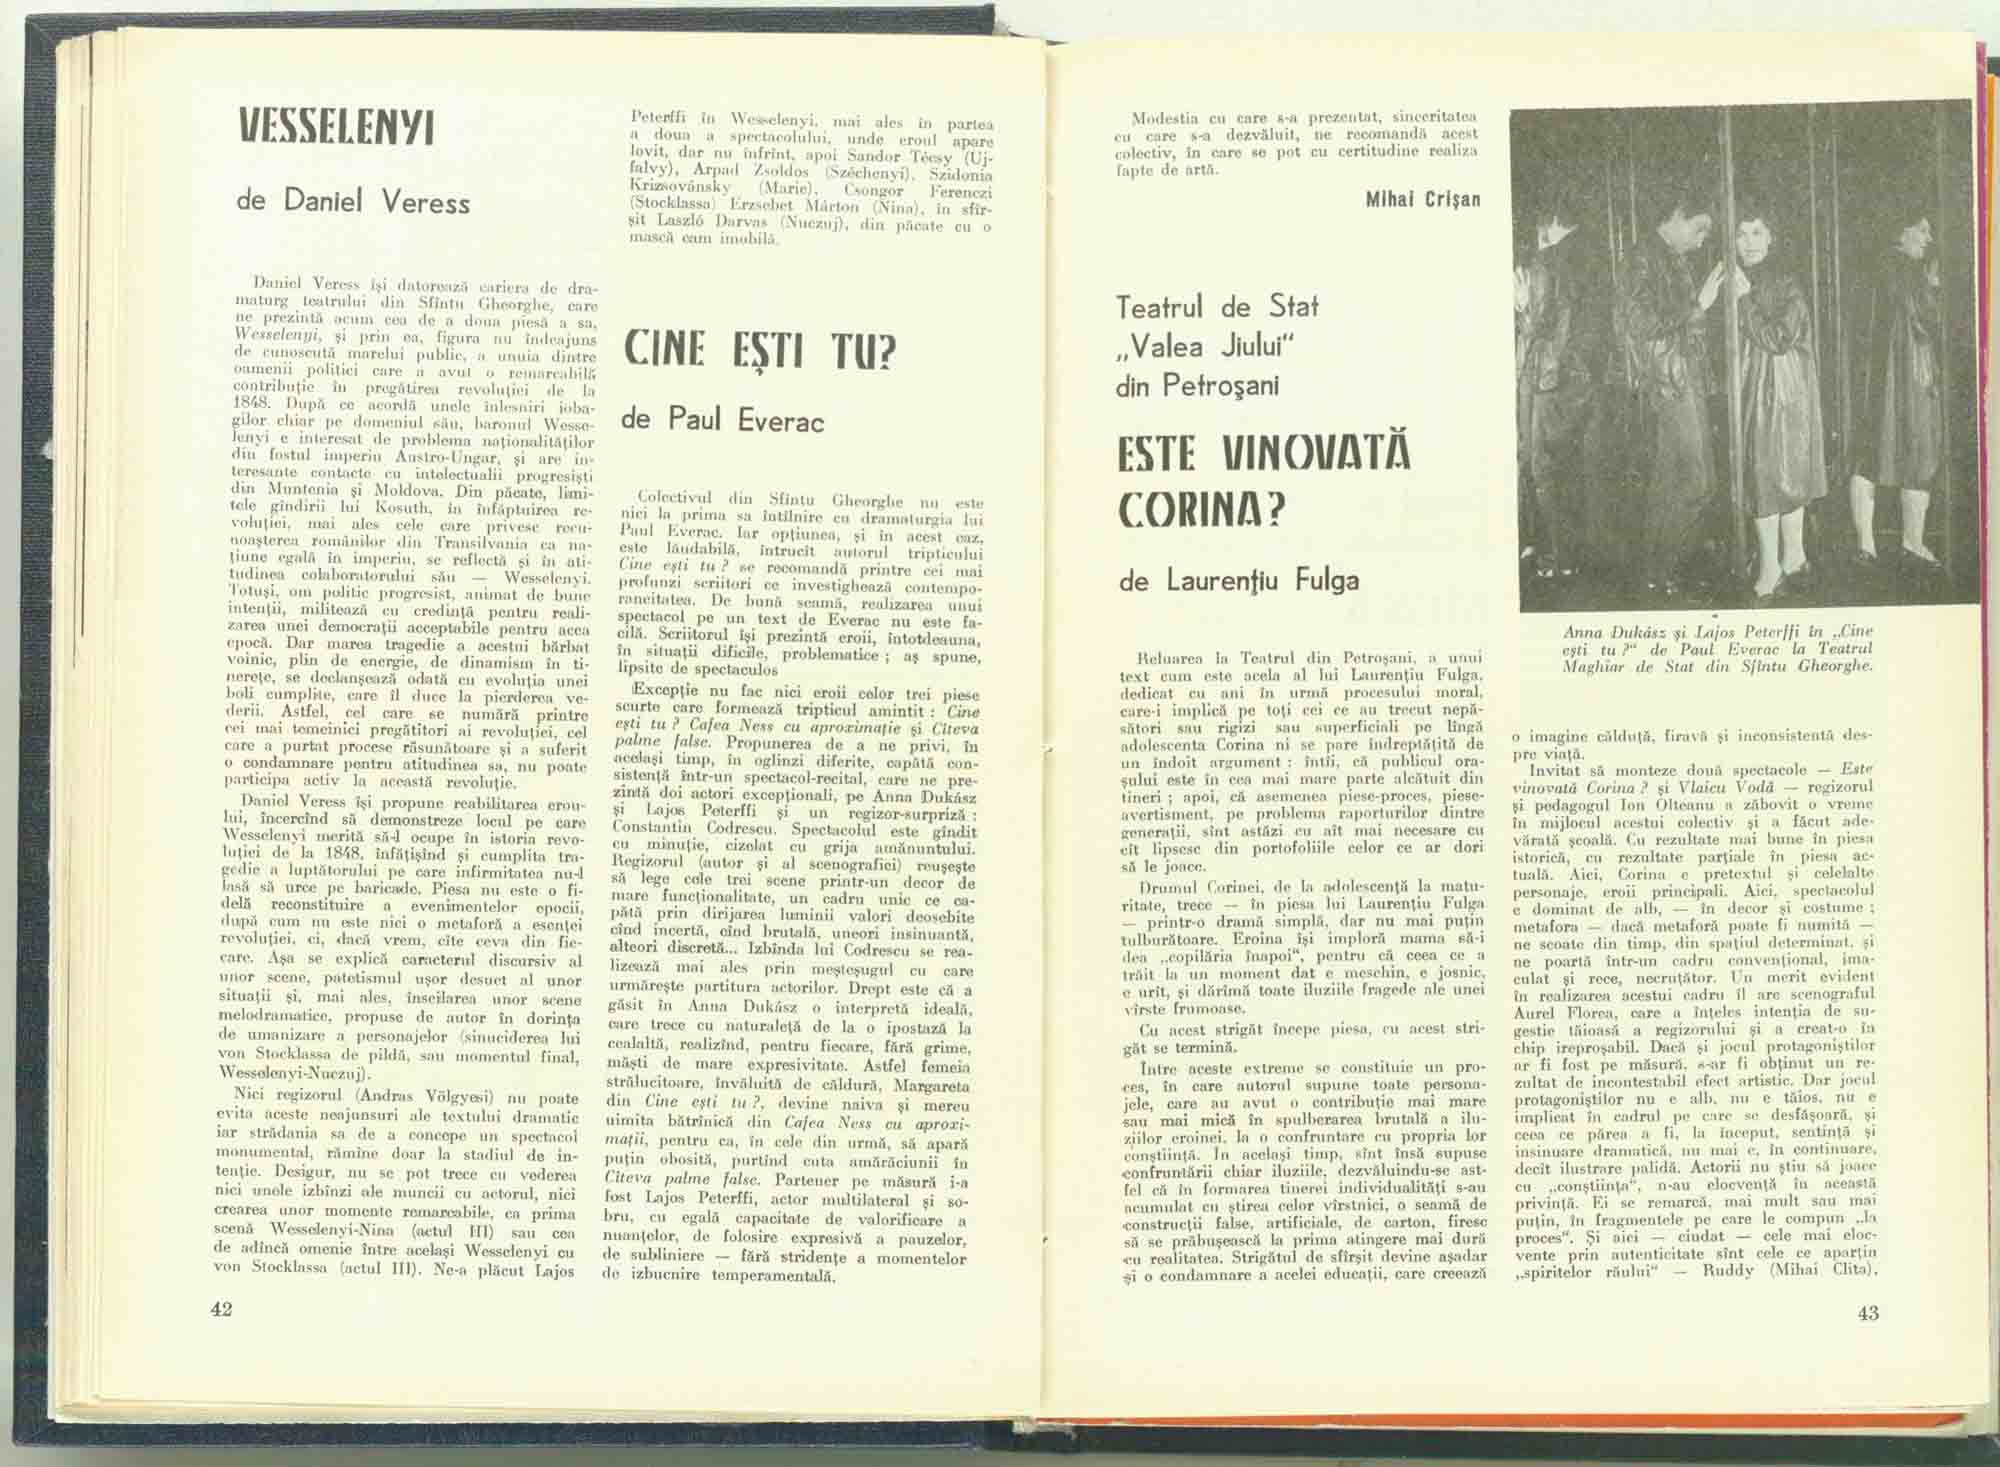 VESSELENYI
de Daniel Veress
Daniel Veress își datorează cariera de dra-
maturg teatrului din Sfîntu Gheorghe, care
ne prezintă acum cea de a doua piesă a sa,
Wesselenyi, și prin ea, figura nu îndeajuns
de cunoscută marelui public, a unuia dintre
oamenii politici care a avut o remarcabilă
contribuție în pregătirea revoluției de la
1848. După ce acordă unele înlesniri ioba-
gilor chiar pe domeniul său, baronul Wesse-
lenyi e interesat de problema naționalităților
din fostul imperiu Austro-Ungar, și are in-
teresante contacte cu intelectualii progresiști
din Muntenia și Moldova. Din păcate, limi-
tele gîndirii lui Kosuth, în înfăptuirea re-
voluției, mai ales cele care privesc recu-
noașterea românilor din Transilvania ca na-
țiune egală în imperiu, se reflectă și în ati-
tudinea colaboratorului său — Wesselenyi.
Totuși, om politic progresist, animat de bune
intenții, militează cu credință pentru reali-
zarea unei democrații acceptabile pentru acea
epocă. Dar marea tragedie a acestui bărbat
voinic, plin de energie, de dinamism în ti-
nerețe, se declanșează odată cu evoluția unei
boli cumplite, care îl duce la pierderea ve-
derii. Astfel, cel care se numără printre
cei mai temeinici pregătitori ai revoluției, cel
care a purtat procese răsunătoare și a suferit
o condamnare pentru atitudinea sa, nu poate
participa activ la această revoluție.
Daniel Veress își propune reabilitarea erou-
lui, încercînd să demonstreze locul pe care
Wesselenyi merită să-l ocupe în istoria revo-
luției de la 1848, înfățișînd și cumplita tra-
gedie a luptătorului pe care infirmitatea nu-l
lasă să urce pe baricade. Piesa nu este o fi-
delă reconstituire a evenimentelor epocii,
după cum nu este nici o metaforă a esenței
revoluției, ci, dacă vrem, cîte ceva din fie-
care. Așa se explică caracterul discursiv al
unor scene, patetismul ușor desuet al unor
situații și, mai ales, înseilarea unor scene
melodramatice, propuse de autor în dorința
de umanizare a personajelor (sinuciderea lui
von Stocklassa de pildă, sau momentul final,
Wesselenyi-Nuczuj).
Nici regizorul (Andras Völgyesi) nu poate
evita aceste neajunsuri ale textului dramatic
iar strădania sa de a concepe un spectacol
monumental, rămîne doar la stadiul de in-
tenție. Desigur, nu se pot trece cu vederea
nici unele izbînzi ale muncii cu actorul, nici
crearea unor momente remarcabile, ca prima
scenă Wesselenyi-Nina (actul III) sau cea
de adîncă omenie între același Wesselenyi cu
von Stocklassa (actul III). Ne-a plăcut Lajos
42
Peterffi în Wesselenyi, mai ales în partea
a doua a spectacolului, unde eroul apare
lovit, dar nu înfrînt, apoi Sandor Técsy (Uj-
falvy), Arpad Zsoldos (Széchenyi), Szidonia
Krizsovánsky (Marie), Csongor Ferenczi
(Stocklassa) Erzsebet Márton (Nina), în sfîr-
șit Laszló Darvas (Nuczuj), din păcate cu o
mască cam imobilă.
CINE EȘTI TU?
de Paul Everac
Colectivul din Sfîntu Gheorghe nu este
nici la prima sa întîlnire cu dramaturgia lui
Paul Everac. Iar opțiunea, și în acest caz,
este lăudabilă, întrucît autorul tripticului
Cine ești tu? se recomandă printre cei mai
profunzi scriitori ce investighează contempo-
raneitatea. De bună seamă, realizarea unui
spectacol pe un text de Everac nu este fa-
cilă. Scriitorul își prezintă eroii, întotdeauna,
în situații dificile, problematice ; aș spune,
lipsite de spectaculos
Excepție nu fac nici eroii celor trei piese
scurte care formează tripticul amintit : Cine
ești tu ? Cafea Ness cu aproximație și Cîteva
palme false. Propunerea de a ne privi, în
același timp, în oglinzi diferite, capătă con-
sistență într-un spectacol-recital, care ne pre-
zintă doi actori excepționali, pe Anna Dukász
și Lajos Peterffi și un regizor-surpriză :
Constantin Codrescu. Spectacolul este gîndit
cu minuție, cizelat cu grija amănuntului.
Regizorul (autor și al scenografiei) reușește
să lege cele trei scene printr-un decor de
mare funcționalitate, un cadru unic ce ca-
pătă prin dirijarea luminii valori deosebite
cînd incertă, cînd brutală, uneori insinuantă,
alteori discretă... Izbînda lui Codrescu se rea-
lizează mai ales prin meșteșugul cu care
urmărește partitura actorilor. Drept este că a
găsit în Anna Dukász o interpretă ideală,
care trece cu naturalețe de la o ipostază la
cealaltă, realizînd, pentru fiecare, fără grime,
măști de mare expresivitate. Astfel femeia
strălucitoare, învăluită de căldură, Margareta
din Cine ești tu ?, devine naiva și mereu
uimita bătrînică din Cafea Ness cu aproxi-
mații, pentru ca, în cele din urmă, să apară
puțin obosită, purtînd cuta amărăciunii în
Cîteva palme false. Partener pe măsură i-a
fost Lajos Peterffi, actor multilateral și so-
bru, cu egală capacitate de valorificare a
nuanțelor, de folosire expresivă a pauzelor,
de subliniere — fără stridențe a momentelor
de izbucnire temperamentală.
Modestia cu care s-a prezentat, sinceritatea
cu care s-a dezvăluit, ne recomandă acest
colectiv, în care se pot cu certitudine realiza
fapte de artă.
Mihai Crișan
Teatrul de Stat
„Valea Jiului“
din Petroșani
ESTE VINOVATĂ
CORINA?
de Laurențiu Fulga
Reluarea la Teatrul din Petroșani, a unui
text cum este acela al lui Laurențiu Fulga,
dedicat cu ani în urmă procesului moral,
care-i implică pe toți cei ce au trecut nepă-
sători sau rigizi sau superficiali pe lîngă
adolescenta Corina ni se pare îndreptățită de
un îndoit argument : întîi, că publicul ora-
șului este în cea mai mare parte alcătuit din
tineri ; apoi, că asemenea piese-proces, piese-
avertisment, pe problema raporturilor dintre
generații, sînt astăzi cu atît mai necesare cu
cît lipsesc din portofoliile celor ce ar dori
să le joace.
Drumul Corinei, de la adolescență la matu-
ritate, trece — în piesa lui Laurențiu Fulga
— printr-o dramă simplă, dar nu mai puțin
tulburătoare. Eroina își imploră mama să-i
dea „copilăria înapoi“, pentru că ceea ce a
trăit la un moment dat e meschin, e josnic,
e urît, și dărîmă toate iluziile fragede ale unei
vîrste frumoase.
Cu acest strigăt începe piesa, cu acest stri-
găt se termină.
Între aceste extreme se constituie un pro-
ces, în care autorul supune toate persona-
jele, care au avut o contribuție mai mare
sau mai mică în spulberarea brutală a ilu-
ziilor eroinei, la o confruntare cu propria lor
conștiință. In același timp, sînt însă supuse
confruntării chiar iluziile, dezvăluindu-se ast-
fel că în formarea tinerei individualități s-au
acumulat cu știrea celor vîrstnici, o seamă de
construcții false, artificiale, de carton, firesc
să se prăbușească la prima atingere mai dură
cu realitatea. Strigătul de sfîrșit devine așadar
și o condamnare a acelei educații, care creează
Anna Dukász și Lajos Peterffi în „Cine
ești tu ?“ de Paul Everac la Teatrul
Maghiar de Stat din Sfîntu Gheorghe.
o imagine călduță, firavă și inconsistentă des-
pre viață.
Invitat să monteze două spectacole — Este
vinovată Corina ? și Vlaicu Vodă — regizorul
și pedagogul Ion Olteanu a zăbovit o vreme
în mijlocul acestui colectiv și a făcut ade-
vărată școală. Cu rezultate mai bune în piesa
istorică, cu rezultate parțiale în piesa ac-
tuală. Aici, Corina e pretextul și celelalte
personaje, eroii principali. Aici, spectacolul
e dominat de alb, — în decor și costume ;
metafora — dacă metaforă poate fi numită —
ne scoate din timp, din spațiul determinat, și
ne poartă într-un cadru convențional, ima-
culat și rece, necruțător. Un merit evident
în realizarea acestui cadru îl are scenograful
Aurel Florea, care a înțeles intenția de su-
gestie tăioasă a regizorului și a creat-o în
chip ireproșabil. Dacă și jocul protagoniștilor
ar fi fost pe măsură, s-ar fi obținut un re-
zultat de incontestabil efect artistic. Dar jocul
protagoniștilor nu e alb, nu e tăios, nu e
implicat în cadrul pe care se desfășoară, și
ceea ce părea a fi, la început, sentință și
insinuare dramatică, nu mai e, în continuare,
decît ilustrare palidă. Actorii nu știu să joace
cu „conștiința“, n-au elocvență în această
privință. Ei se remarcă, mai mult sau mai
puțin, în fragmentele pe care le compun „la
proces“. Și aici — ciudat — cele mai eloc-
vente prin autenticitate sînt cele ce aparțin
„spiritelor răului“ — Ruddy (Mihai Clita),
43